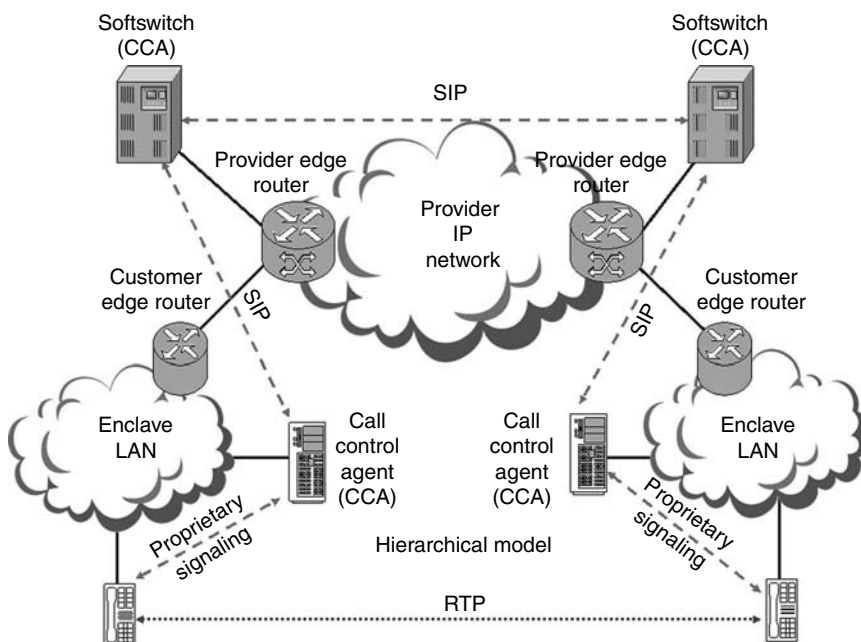 Softswitch
(CCA)
Softswitch
(CCA)
SIP
Provider edge
router
Provider edge
router
Provider
IP
network
Customer
edge router
Customer
edge router
SIP
SIP
Enclave
LAN
Call
control
agent
(CCA)
Call
control
agent
(CCA)
Enclave
LAN
Proprietary
signaling
Proprietary
signaling
Hierarchical model
RTP